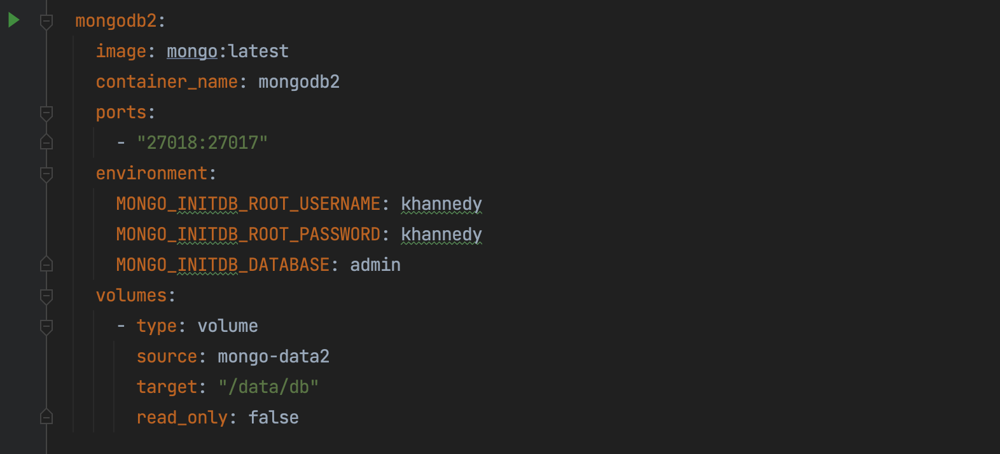 mongodb2:
image: mongo:latest
container_name: mongodb2
ports:
- "27018:27017"
environment:
MONGO_INITDB_ROOT_USERNAME: khannedy
MONGO_INITDB_ROOT_PASSWORD: khannedy
MONGO_INITDB_DATABASE: admin
volumes:
- type: volume
source: mongo-data2
target: "/data/db"
read_only: false